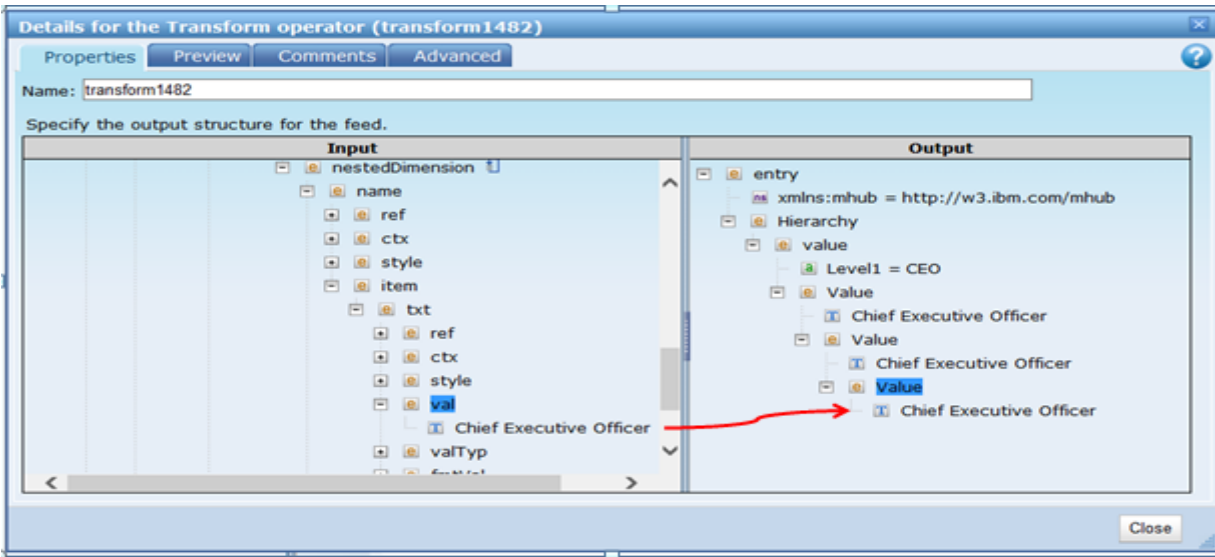 Details for the Transform operator (transform1482)
Properties
Preview
Comments
Advanced
Name: transform1482
Specify the output structure for the feed.
Input
nestedDimension
name
ref
ctx
style
item
txt
ref
ctx
style
val
Chief Executive Officer
valTyp
Output
entry
xmlns:mhub = http://w3.ibm.com/mhub
Hierarchy
value
Level1 = CEO
Value
Chief Executive Officer
Value
Chief Executive Officer
Value
Chief Executive Officer
Close